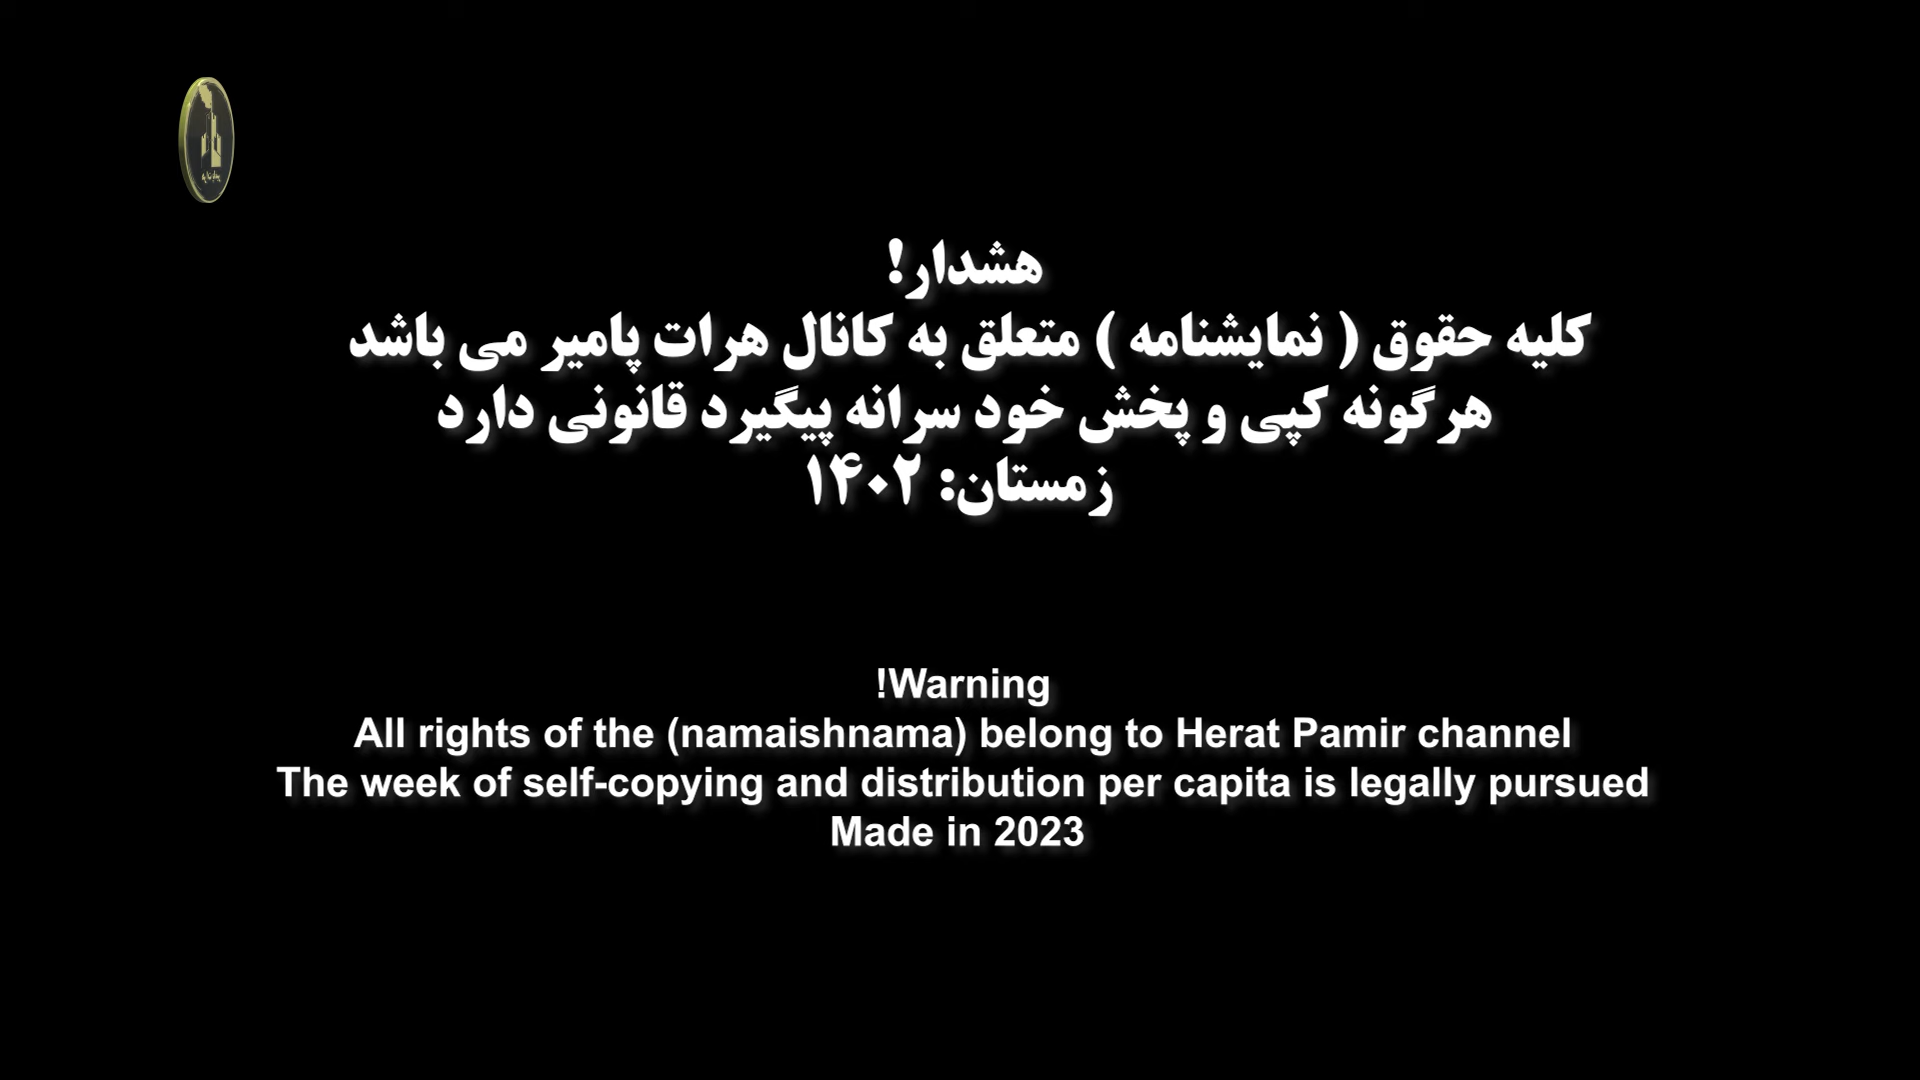 هشدار!
کلیه حقوق ( نمایشنامه ) متعلق به کانال هرات پامیر می باشد
هرگونه کپی و پخش خود سرانه پیگیرد قانونی دارد
زمستان: ۱۴۰۲
!Warning
All rights of the (namaishnama) belong to Herat Pamir channel
The week of self-copying and distribution per capita is legally pursued
Made in 2023